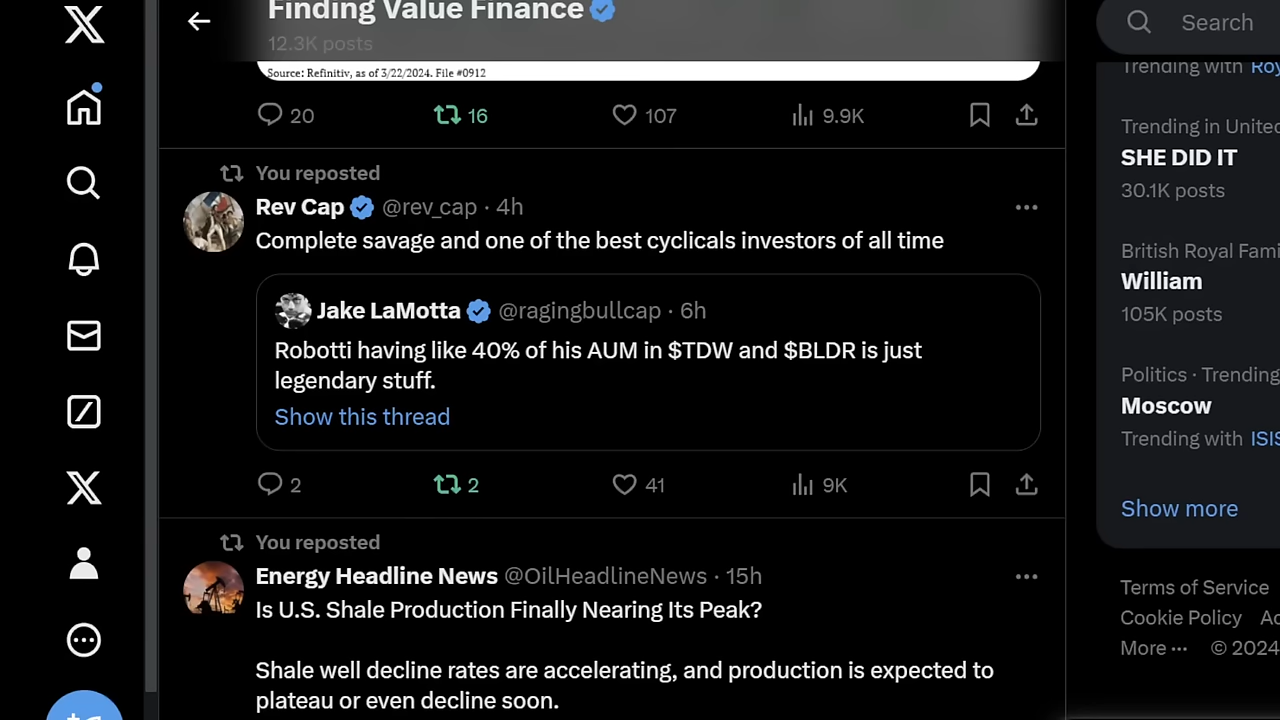 Finding Value Finance
12.3K posts
Source: Refinitiv, as of 3/22/2024. File #0912
20 16 107 9.9K
You reposted
Rev Cap @rev_cap · 4h
Complete savage and one of the best cyclicals investors of all time
Jake LaMotta @ragingbullcap · 6h
Robotti having like 40% of his AUM in $TDW and $BLDR is just
legendary stuff.
Show this thread
2 2 41 9K
You reposted
Energy Headline News @OilHeadlineNews · 15h
Is U.S. Shale Production Finally Nearing Its Peak?
Shale well decline rates are accelerating, and production is expected to
plateau or even decline soon.
Search
Trending with Roy
Trending in Unite
SHE DID IT
30.1K posts
British Royal Fami
William
105K posts
Politics · Trending
Moscow
Trending with ISIS
Show more
Terms of Service
Cookie Policy Ac
More ··· © 2024